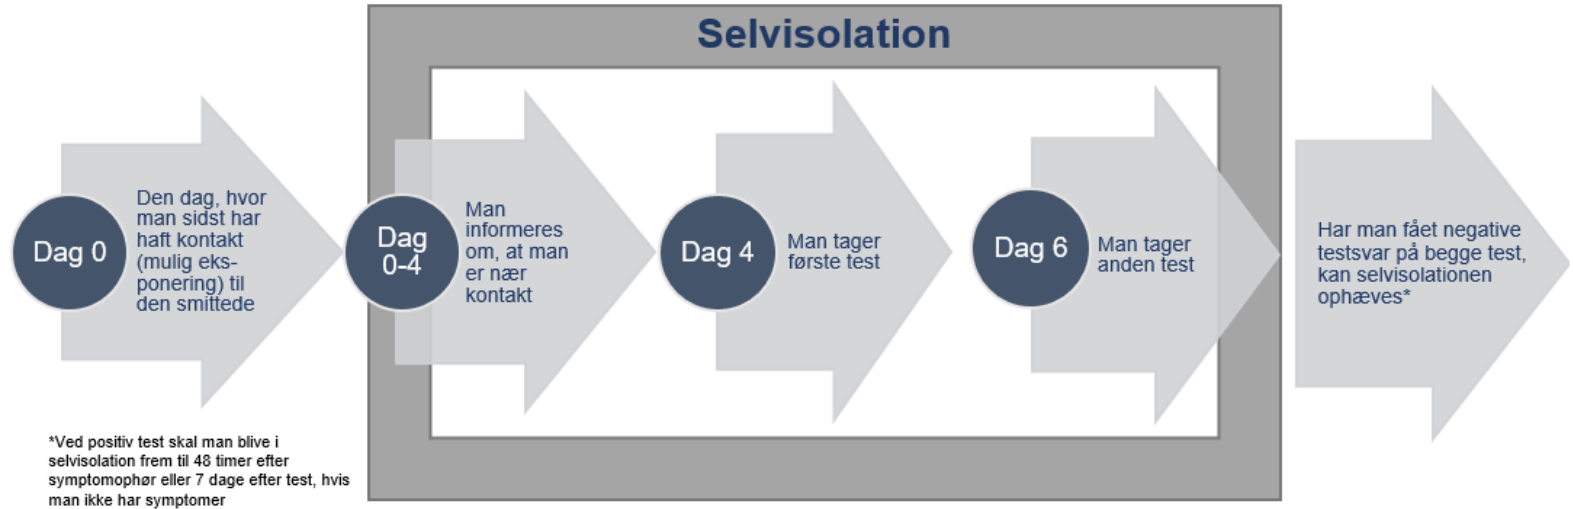 Selvisolation
Dag 0
Den dag, hvor
man sidst har
haft kontakt
(mulig eks-
ponering) til
den smittede
Dag
0-4
Man
informeres
om, at man
er nær
kontakt
Dag 4
Man tager
første test
Dag 6
Man tager
anden test
Har man fået negative
testsvar på begge test,
kan selvisolationen
ophæves*
*Ved positiv test skal man blive i
selvisolation frem til 48 timer efter
symptomophør eller 7 dage efter test, hvis
man ikke har symptomer